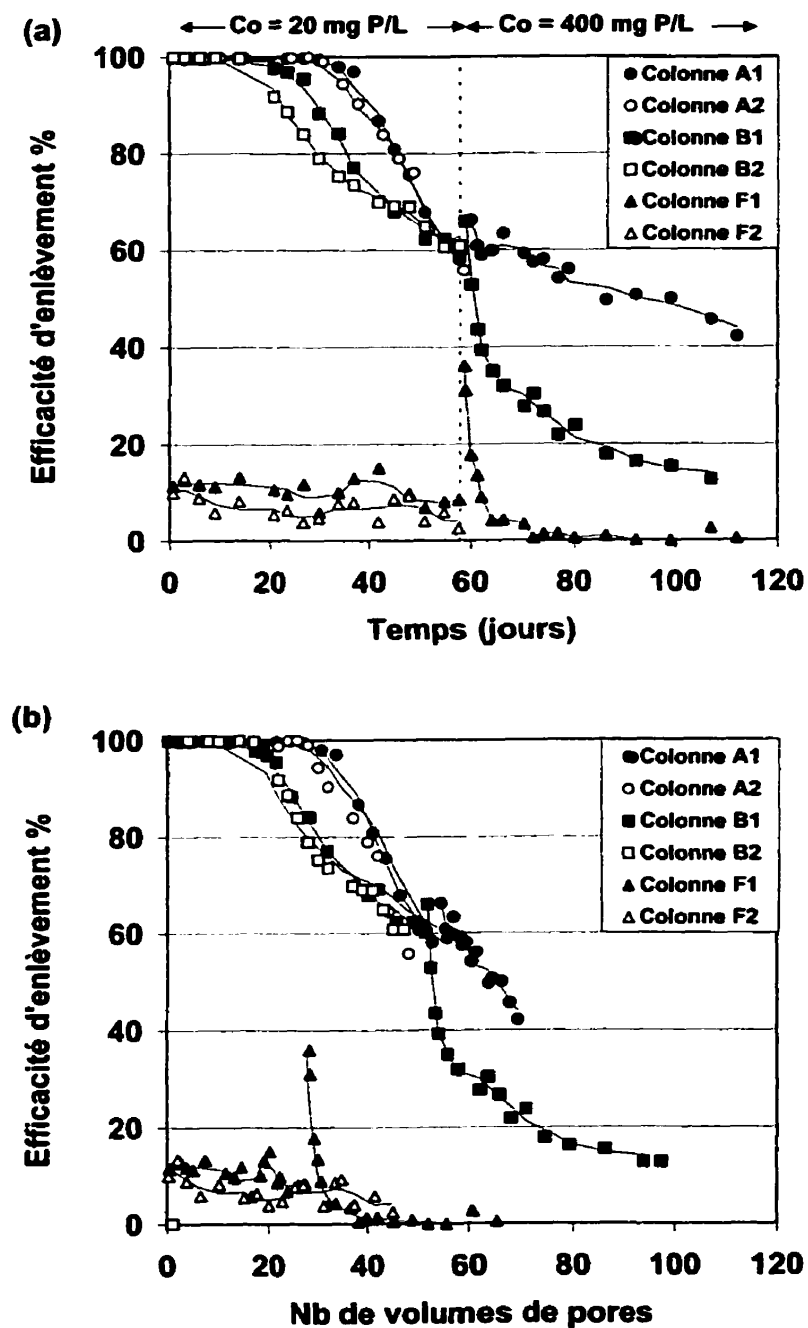 (a)
Co = 20 mg P/L
Co = 400 mg P/L
100
80
60
40
20
0
Efficacité d'enlèvement %
Colonne A1
Colonne A2
Colonne B1
Colonne B2
Colonne F1
Colonne F2
0 20 40 60 80 100 120
Temps (jours)
(b)
100
80
60
40
20
0
Efficacité d'enlèvement %
Colonne A1
Colonne A2
Colonne B1
Colonne B2
Colonne F1
Colonne F2
0 20 40 60 80 100 120
Nb de volumes de pores